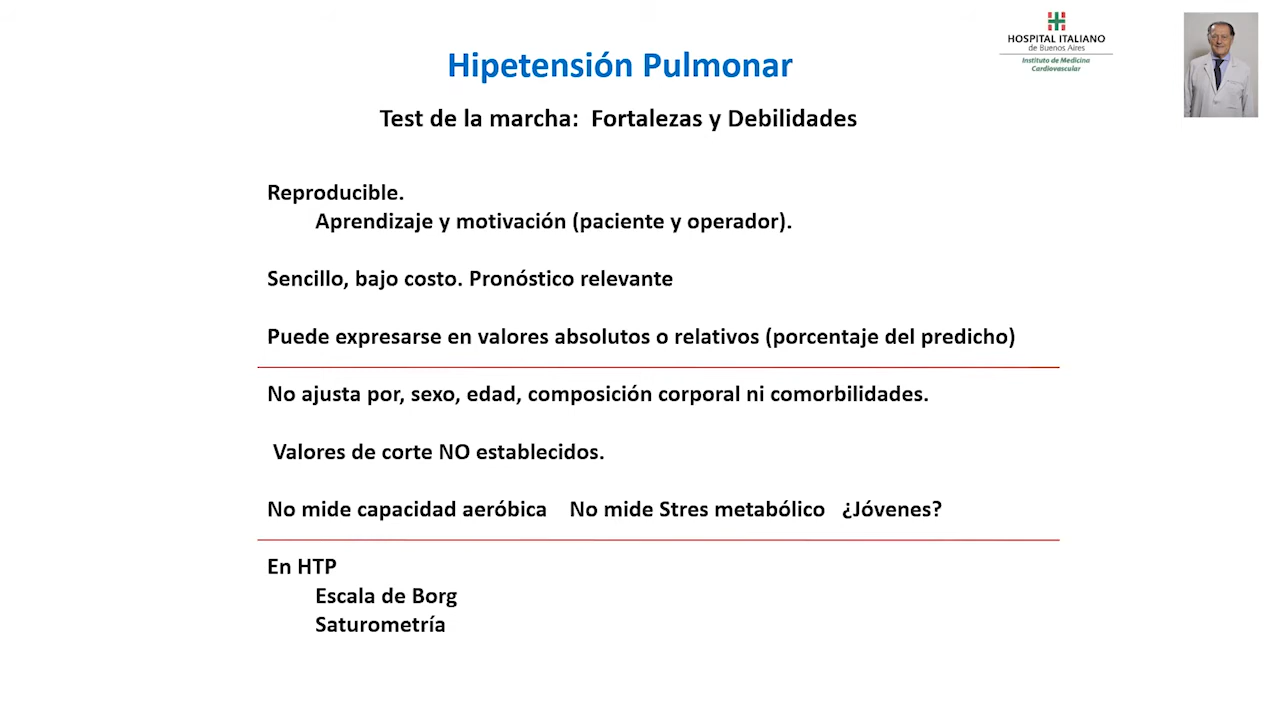 HOSPITAL ITALIANO
de Buenos Aires
Instituto de Medicina
Cardiovascular
Hipetensión Pulmonar
Test de la marcha: Fortalezas y Debilidades
Reproducible.
Aprendizaje y motivación (paciente y operador).
Sencillo, bajo costo. Pronóstico relevante
Puede expresarse en valores absolutos o relativos (porcentaje del predicho)
No ajusta por, sexo, edad, composición corporal ni comorbilidades.
Valores de corte NO establecidos.
No mide capacidad aeróbica No mide Stres metabólico ¿Jóvenes?
En HTP
Escala de Borg
Saturometría